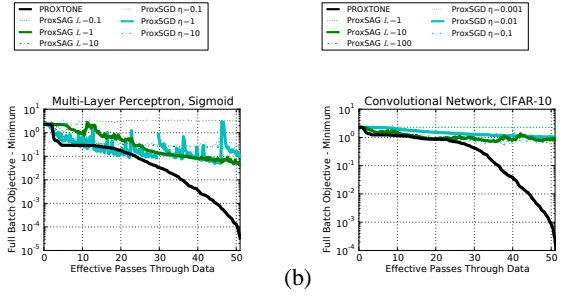 PROXTONE
ProxSAG L-0.1
ProxSAG L-1
ProxSAG L-10
ProxSGD η-0.1
ProxSGD η-1
ProxSGD η-10
PROXTONE
ProxSAG L-1
ProxSAG L-10
ProxSAG L-100
ProxSGD η-0.001
ProxSGD η-0.01
ProxSGD η-0.1
Multi-Layer Perceptron, Sigmoid
Full Batch Objective - Minimum
10^2
10^1
10^0
10^-1
10^-2
10^-3
10^-4
10^-5
0 10 20 30 40 50
Effective Passes Through Data
(b)
Convolutional Network, CIFAR-10
Full Batch Objective - Minimum
10^1
10^0
10^-1
10^-2
10^-3
10^-4
0 10 20 30 40 50
Effective Passes Through Data